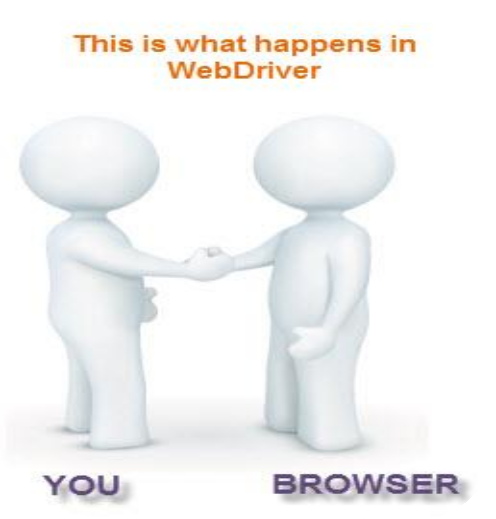 This is what happens in
WebDriver
YOU
BROWSER